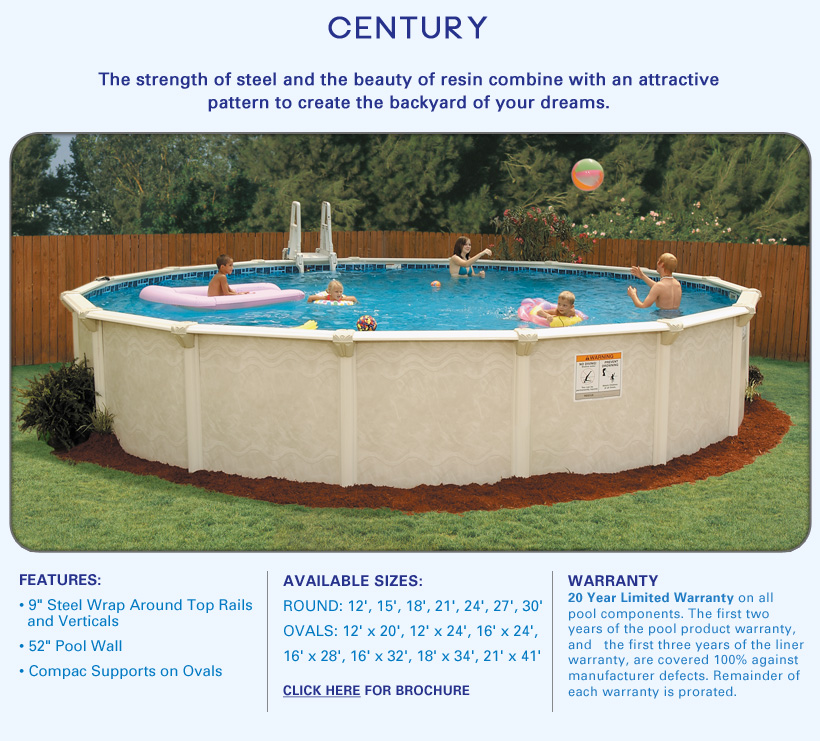 CENTURY
The strength of steel and the beauty of resin combine with an attractive
pattern to create the backyard of your dreams.
WARNING
FEATURES:
• 9" Steel Wrap Around Top Rails
and Verticals
• 52" Pool Wall
• Compac Supports on Ovals
AVAILABLE SIZES:
ROUND: 12', 15', 18', 21', 24', 27', 30'
OVALS: 12' x 20', 12' x 24', 16' x 24',
16' x 28', 16' x 32', 18' x 34', 21' x 41'
CLICK HERE FOR BROCHURE
WARRANTY
20 Year Limited Warranty on all
pool components. The first two
years of the pool product warranty,
and the first three years of the liner
warranty, are covered 100% against
manufacturer defects. Remainder of
each warranty is prorated.